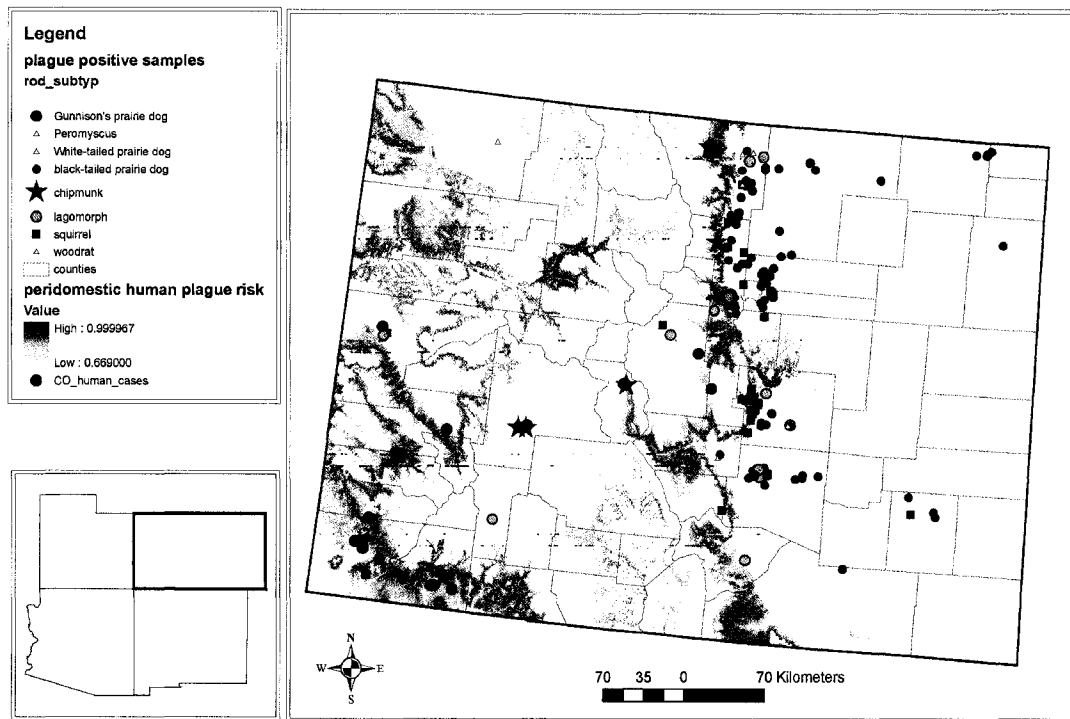 Legend
plague positive samples
rod_subtyp
Gunnison's prairie dog
Peromyscus
White-tailed prairie dog
black-tailed prairie dog
chipmunk
lagomorph
squirrel
woodrat
counties
peridomestic human plague risk
Value
High : 0.999967
Low : 0.669000
CO_human_cases
N
W E
S
70 35 0 70 Kilometers